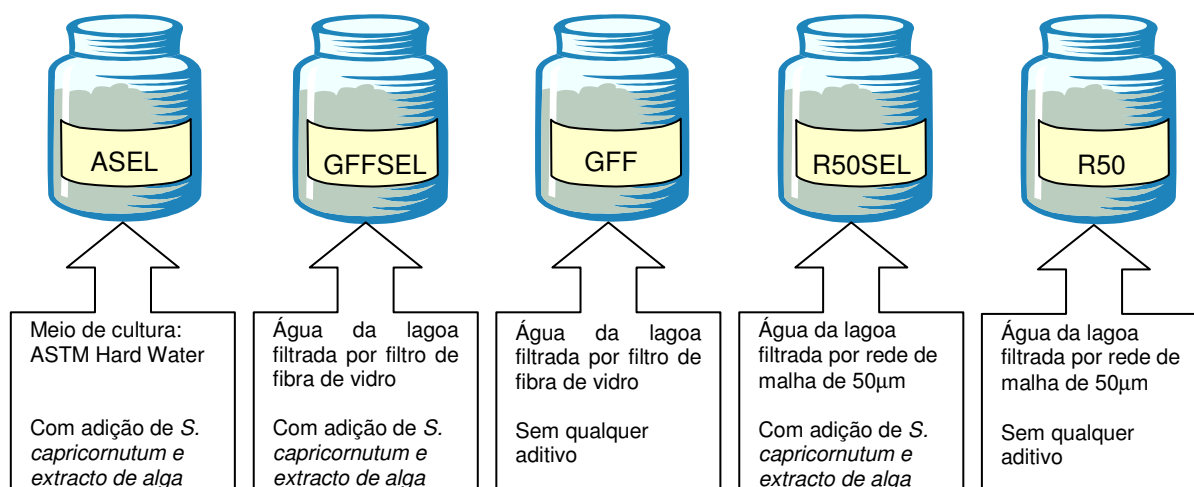 ASEL
GFFSEL
GFF
R50SEL
R50
Meio de cultura:
ASTM Hard Water
Com adição de S.
capricornutum e
extracto de alga
Água da lagoa
filtrada por filtro de
fibra de vidro
Com adição de S.
capricornutum e
extracto de alga
Água da lagoa
filtrada por filtro de
fibra de vidro
Sem qualquer
aditivo
Água da lagoa
filtrada por rede de
malha de 50μm
Com adição de S.
capricornutum e
extracto de alga
Água da lagoa
filtrada por rede de
malha de 50μm
Sem qualquer
aditivo